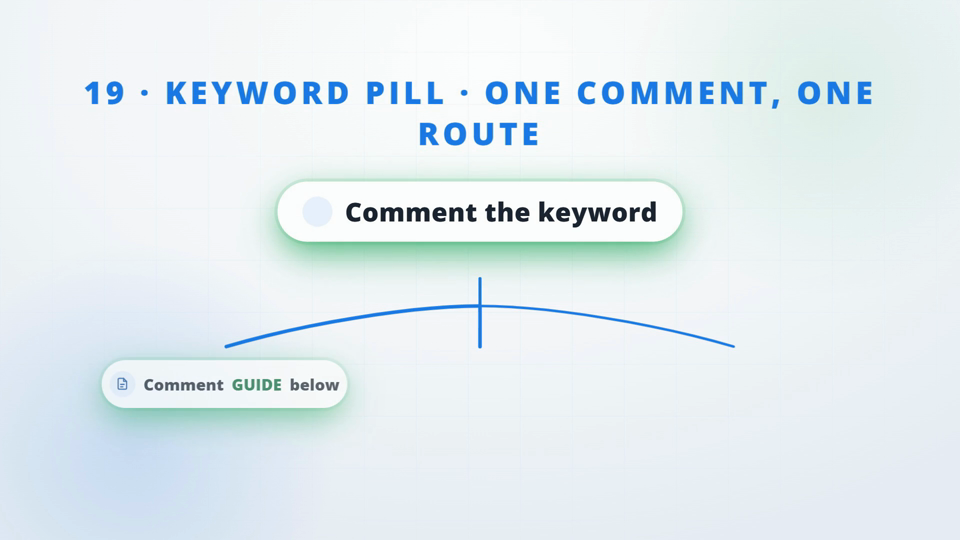 19 · KEYWORD PILL · ONE COMMENT, ONE
ROUTE
Comment the keyword
Comment GUIDE below